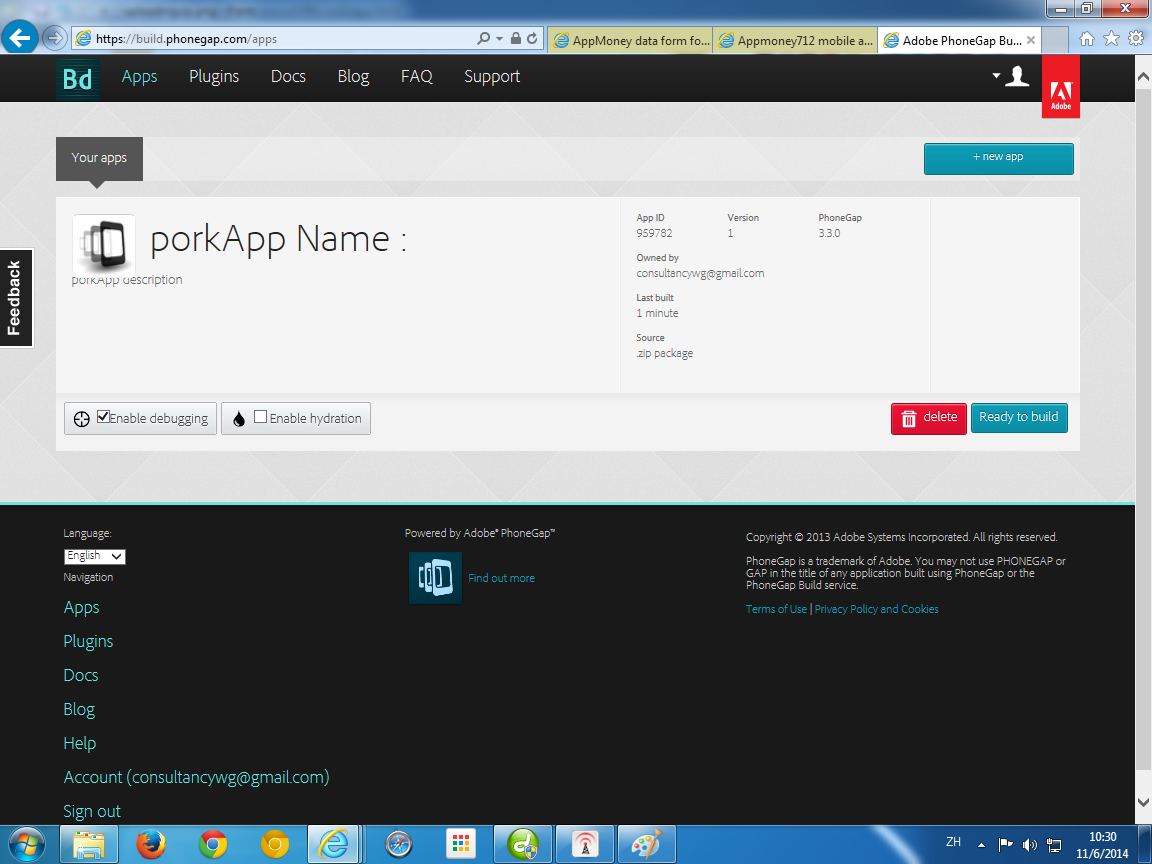 https://build.phonegap.com/apps
AppMoney data form fo...
Appmoney712 mobile a...
Adobe PhoneGap Bu...
Bd
Apps
Plugins
Docs
Blog
FAQ
Support
Adobe
Your apps
+ new app
porkApp Name :
porkApp description
App ID
Version
PhoneGap
959782
1
3.3.0
Owned by
consultancywg@gmail.com
Last built
1 minute
Source
.zip package
Feedback
Enable debugging
Enable hydration
delete
Ready to build
Language:
English
Navigation
Apps
Plugins
Docs
Blog
Help
Account (consultancywg@gmail.com)
Sign out
Powered by Adobe® PhoneGap™
Find out more
Copyright © 2013 Adobe Systems Incorporated. All rights reserved.
PhoneGap is a trademark of Adobe. You may not use PHONEGAP or
GAP in the title of any application built using PhoneGap or the
PhoneGap Build service.
Terms of Use | Privacy Policy and Cookies
ZH
10:30
11/6/2014